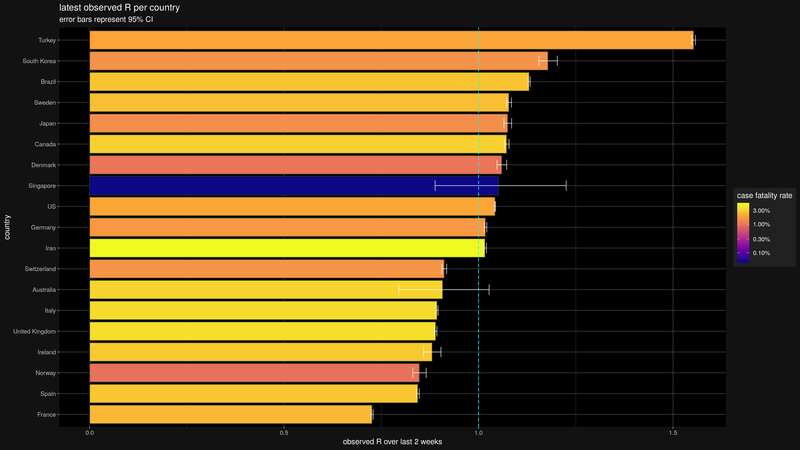 latest observed R per country
error bars represent 95% CI
Turkey
South Korea
Brazil
Sweden
Japan
Canada
Denmark
Singapore
US
Germany
Iran
Switzerland
Australia
Italy
United Kingdom
Ireland
Norway
Spain
France
country
0.0 0.5 1.0 1.5
observed R over last 2 weeks
case fatality rate
3.00%
1.00%
0.30%
0.10%